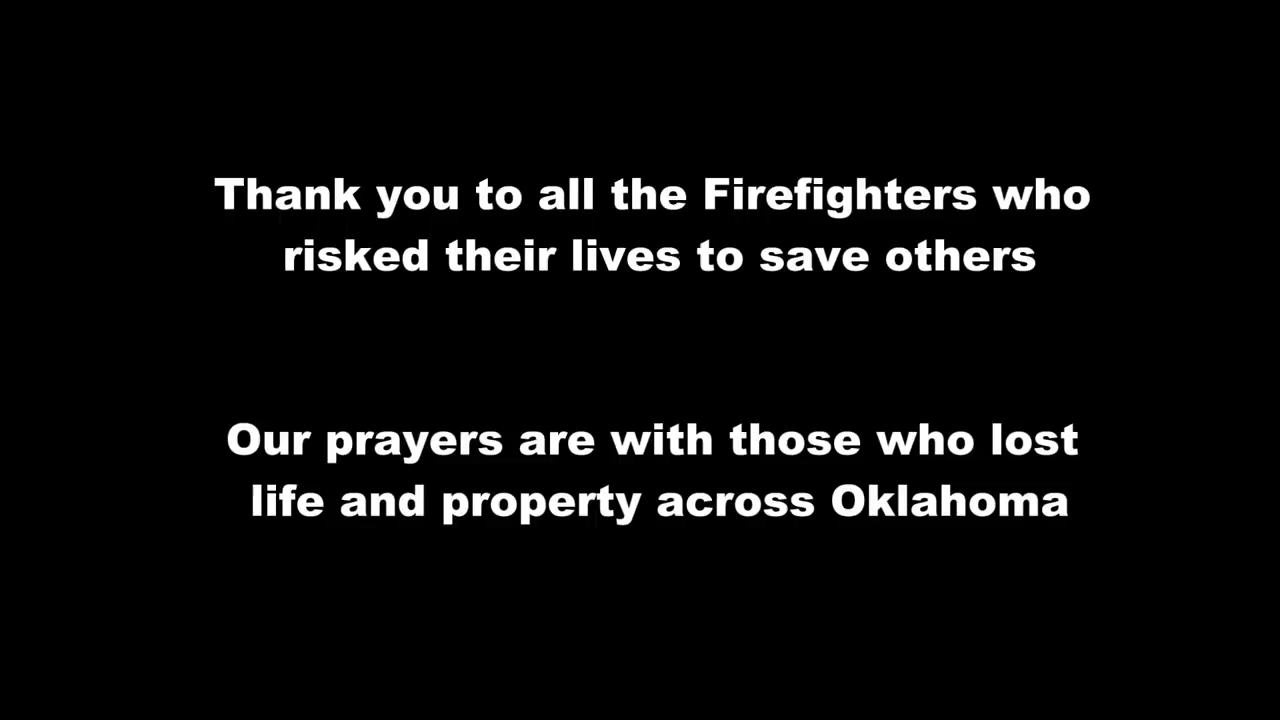 Thank you to all the Firefighters who
risked their lives to save others
Our prayers are with those who lost
life and property across Oklahoma